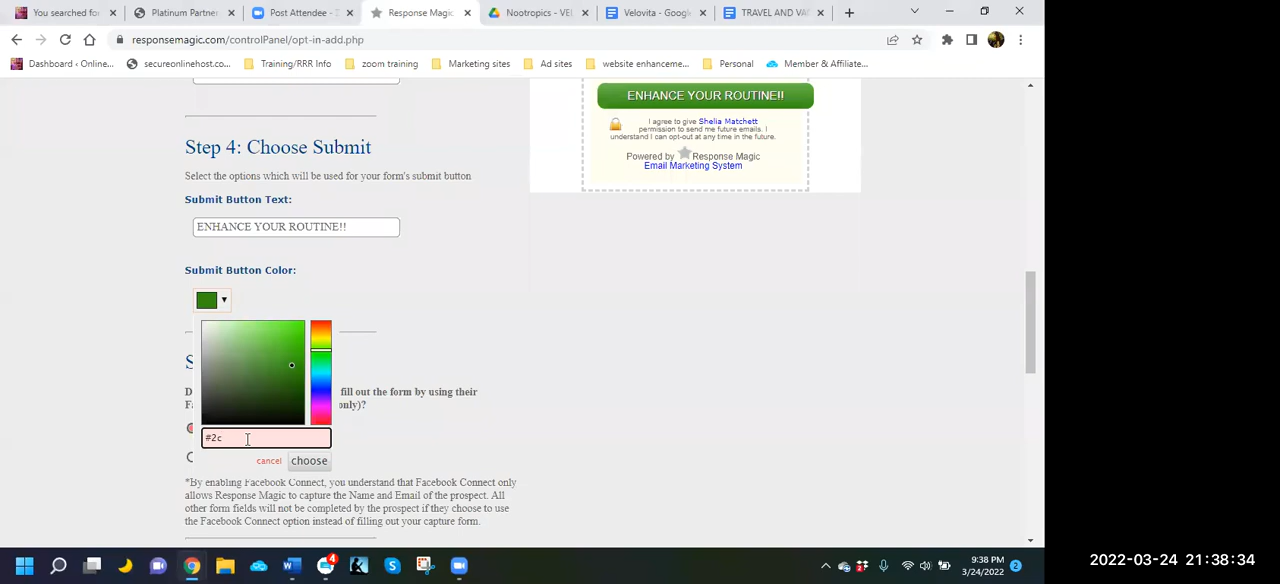 You searched for
Platinum Partner
Post Attendee - Z
Response Magic
Nootropics - VE
Velovita - Googl
TRAVEL AND VA
responsemagic.com/controlPanel/opt-in-add.php
Dashboard ‹ Online...
secureonlinehost.co...
Training/RRR Info
zoom training
Marketing sites
Ad sites
website enhanceme...
Personal
Member & Affiliate...
ENHANCE YOUR ROUTINE!!
I agree to give Shelia Matchett
permission to send me future emails. I
understand I can opt-out at any time in the future.
Powered by Response Magic
Email Marketing System
Step 4: Choose Submit
Select the options which will be used for your form's submit button
Submit Button Text:
ENHANCE YOUR ROUTINE!!
Submit Button Color:
S
D fill out the form by using their
Fa only)?
#2c
cancel choose
*By enabling Facebook Connect, you understand that Facebook Connect only
allows Response Magic to capture the Name and Email of the prospect. All
other form fields will not be completed by the prospect if they choose to
use the Facebook Connect option instead of filling out your capture form.
4
9:38 PM
3/24/2022
2
2022-03-24 21:38:34